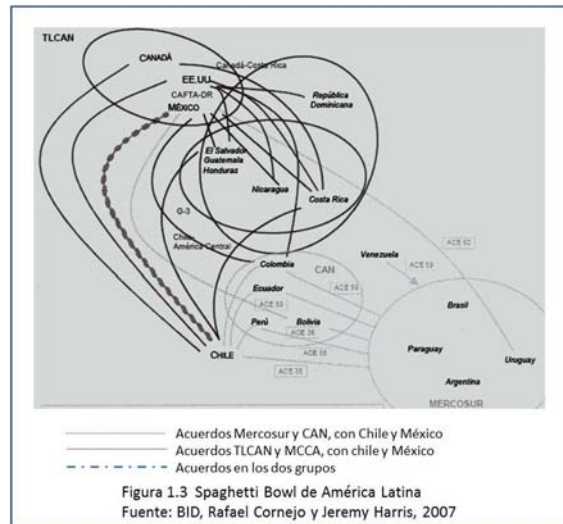 TLCAN
CANADÁ
Canadá-Costa Rica
EE.UU
CAFTA-DR
MÉXICO
República
Dominicana
El Salvador
Guatemala
Honduras
Nicaragua
Costa Rica
G-3
Chile-
América Central
Colombia
CAN
Venezuela
ACE 60
ACE 59
Ecuador
ACE 59
ACE 59
Brasil
Perú
Bolivia
ACE 36
Paraguay
Uruguay
ACE 58
CHILE
ACE 35
Argentina
MERCOSUR
Acuerdos Mercosur y CAN, con Chile y México
Acuerdos TLCAN y MCCA, con chile y México
Acuerdos en los dos grupos
Figura 1.3 Spaghetti Bowl de América Latina
Fuente: BID, Rafael Cornejo y Jeremy Harris, 2007